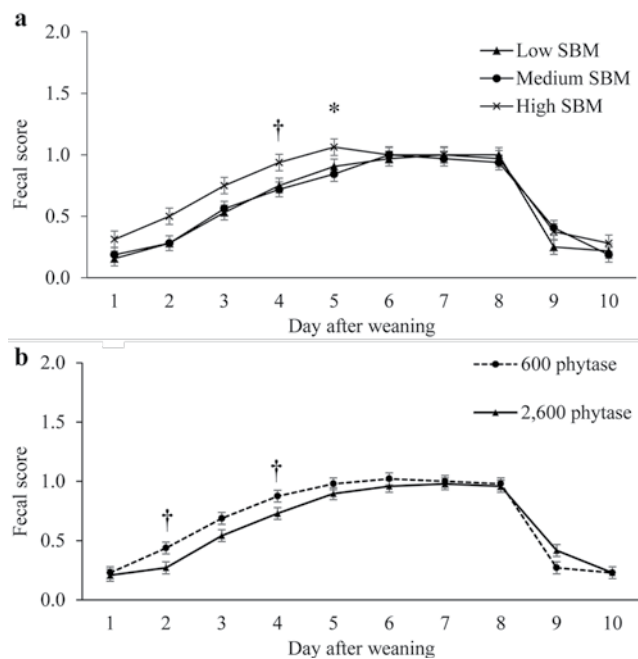 a
2.0
Low SBM
Medium SBM
High SBM
1.5
† *
1.0
0.5
0.0
Fecal score
1 2 3 4 5 6 7 8 9 10
Day after weaning
b
2.0
600 phytase
2,600 phytase
1.5
† †
1.0
0.5
0.0
Fecal score
1 2 3 4 5 6 7 8 9 10
Day after weaning